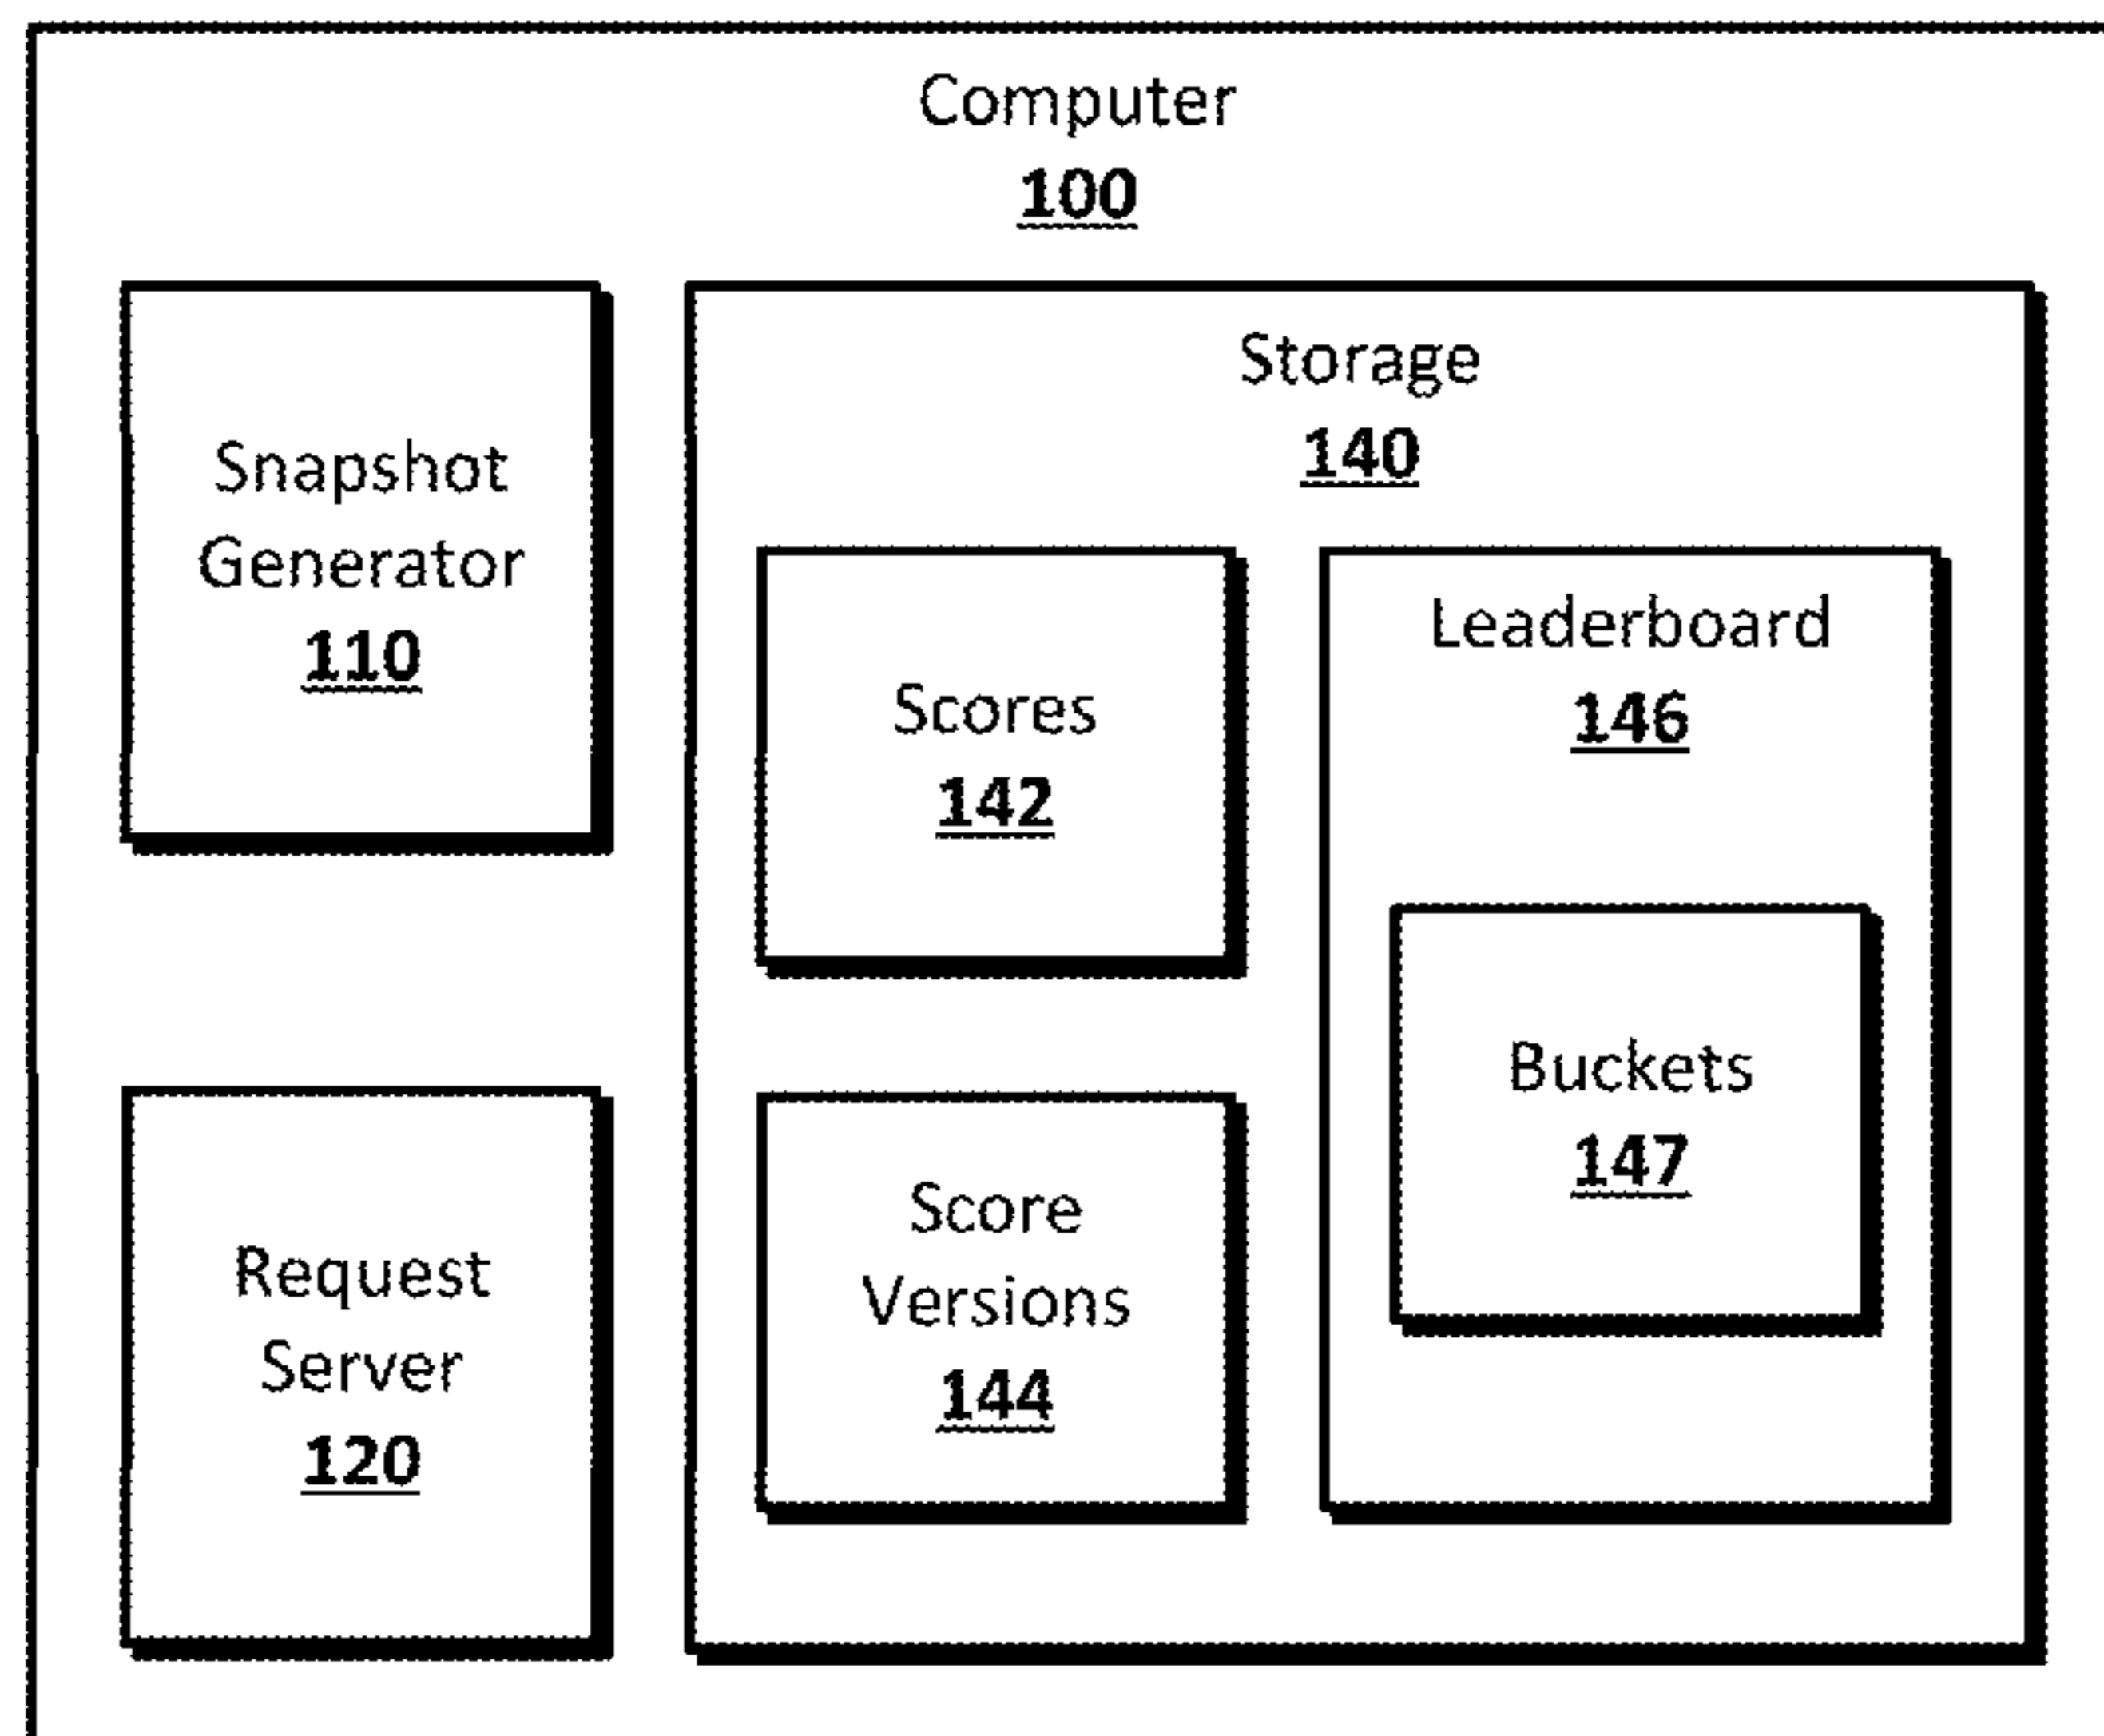 Computer
100
Snapshot
Generator
110
Request
Server
120
Storage
140
Scores
142
Score
Versions
144
Leaderboard
146
Buckets
147